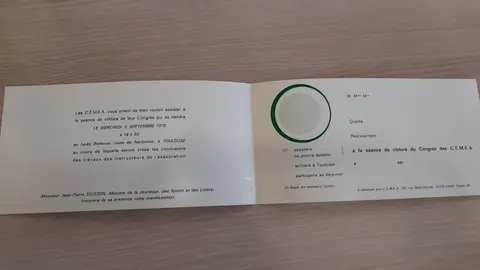 Les C.E.M.E.A. vous prient de bien vouloir assister à
la séance de clôture de leur Congrès qui se tiendra
LE MERCREDI 6 SEPTEMBRE 1978
à 14 h 30
au lycée Bellevue, route de Narbonne, à TOULOUSE
au cours de laquelle seront tirées les conclusions
des travaux des instructeurs de l'association
Monsieur Jean-Pierre SOISSON, Ministre de la Jeunesse, des Sports et des Loisirs,
honorera de sa présence cette manifestation
M. Mme Mlle
Qualité
Représentant
(1) assistera
ne pourra assister
à la séance de clôture du Congrès des C.E.M.E.A.
arrivera à Toulouse
à
par
participera au déjeuner
(1) Rayer les mentions inutiles